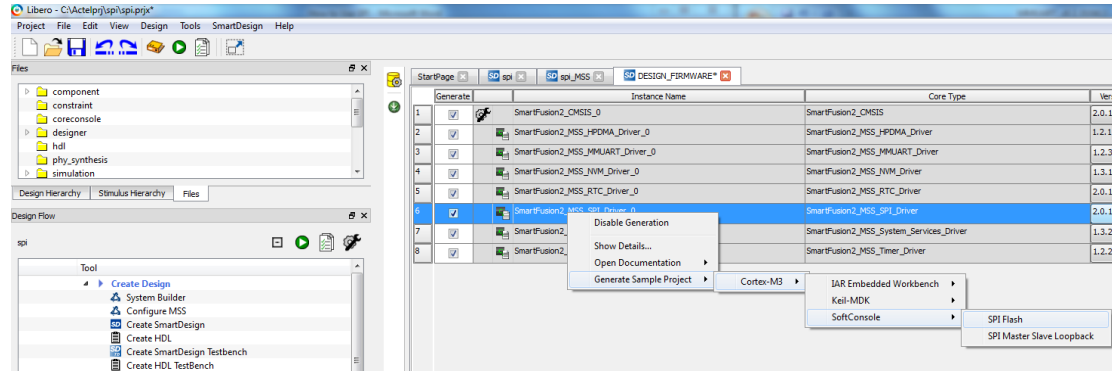 Libero - C:\Actelprj\spi\spi.prjx*
Project File Edit View Design Tools SmartDesign Help
Files
component
constraint
coreconsole
designer
hdl
phy_synthesis
simulation
Design Hierarchy Stimulus Hierarchy Files
Design Flow
spi
Tool
Create Design
System Builder
Configure MSS
Create SmartDesign
Create HDL
Create SmartDesign Testbench
Create HDL TestBench
StartPage SD spi SD spi_MSS SD DESIGN_FIRMWARE*
Generate Instance Name Core Type Ver
1 SmartFusion2_CMSIS_0 SmartFusion2_CMSIS 2.0.1
2 SmartFusion2_MSS_HPDMA_Driver_0 SmartFusion2_MSS_HPDMA_Driver 1.2.1
3 SmartFusion2_MSS_MMUART_Driver_0 SmartFusion2_MSS_MMUART_Driver 1.2.3
4 SmartFusion2_MSS_NVM_Driver_0 SmartFusion2_MSS_NVM_Driver 1.3.1
5 SmartFusion2_MSS_RTC_Driver_0 SmartFusion2_MSS_RTC_Driver 2.0.1
6 SmartFusion2_MSS_SPI_Driver_0 SmartFusion2_MSS_SPI_Driver 2.0.1
7 SmartFusion2_ SmartFusion2_MSS_System_Services_Driver 1.3.2
8 SmartFusion2_ SmartFusion2_MSS_Timer_Driver 1.2.2
Disable Generation
Show Details...
Open Documentation
Generate Sample Project
Cortex-M3
IAR Embedded Workbench
Keil-MDK
SoftConsole
SPI Flash
SPI Master Slave Loopback